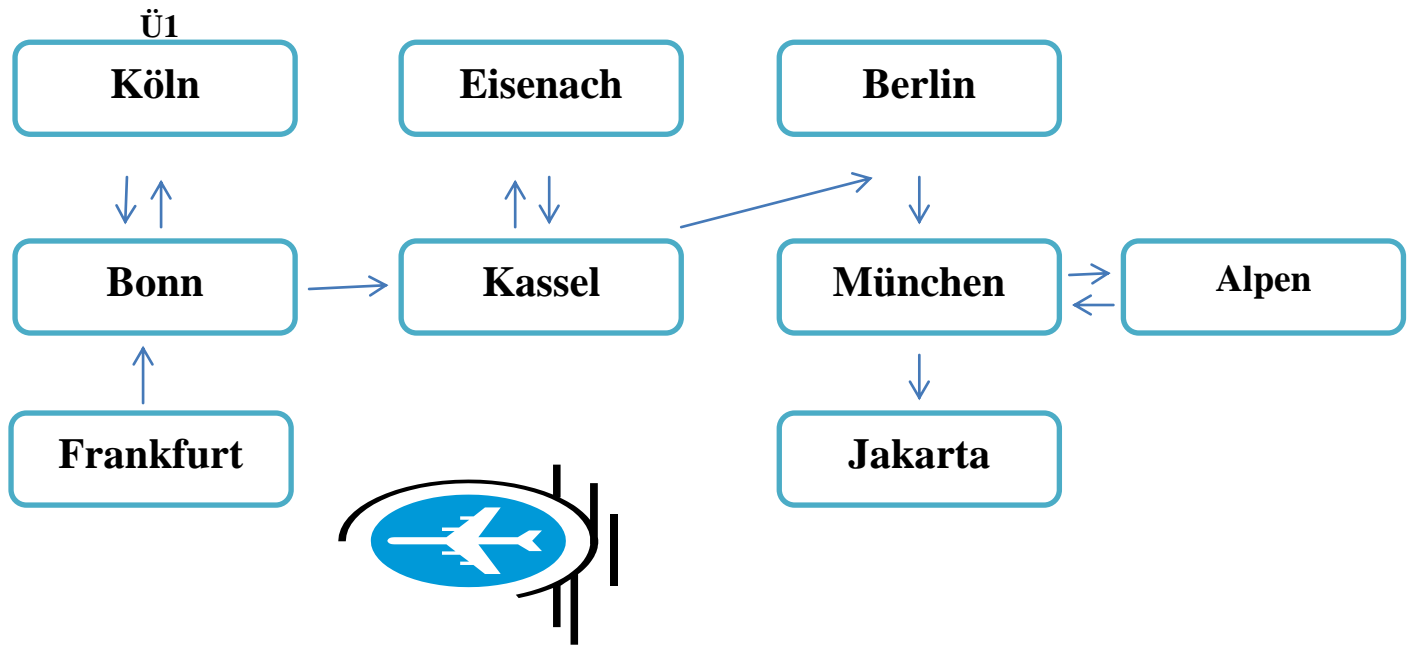 Ü1
Köln
Eisenach
Berlin
Bonn
Kassel
München
Alpen
Frankfurt
Jakarta